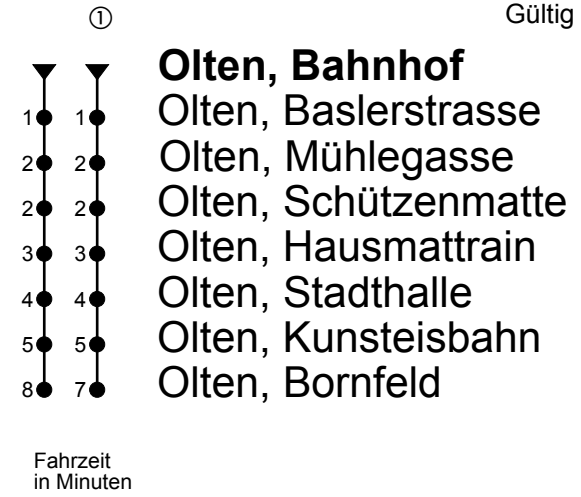 ① Gültig
Olten, Bahnhof
1 1 Olten, Baslerstrasse
2 2 Olten, Mühlegasse
2 2 Olten, Schützenmatte
3 3 Olten, Hausmattrain
4 4 Olten, Stadthalle
5 5 Olten, Kunsteisbahn
8 7 Olten, Bornfeld
Fahrzeit
in Minuten